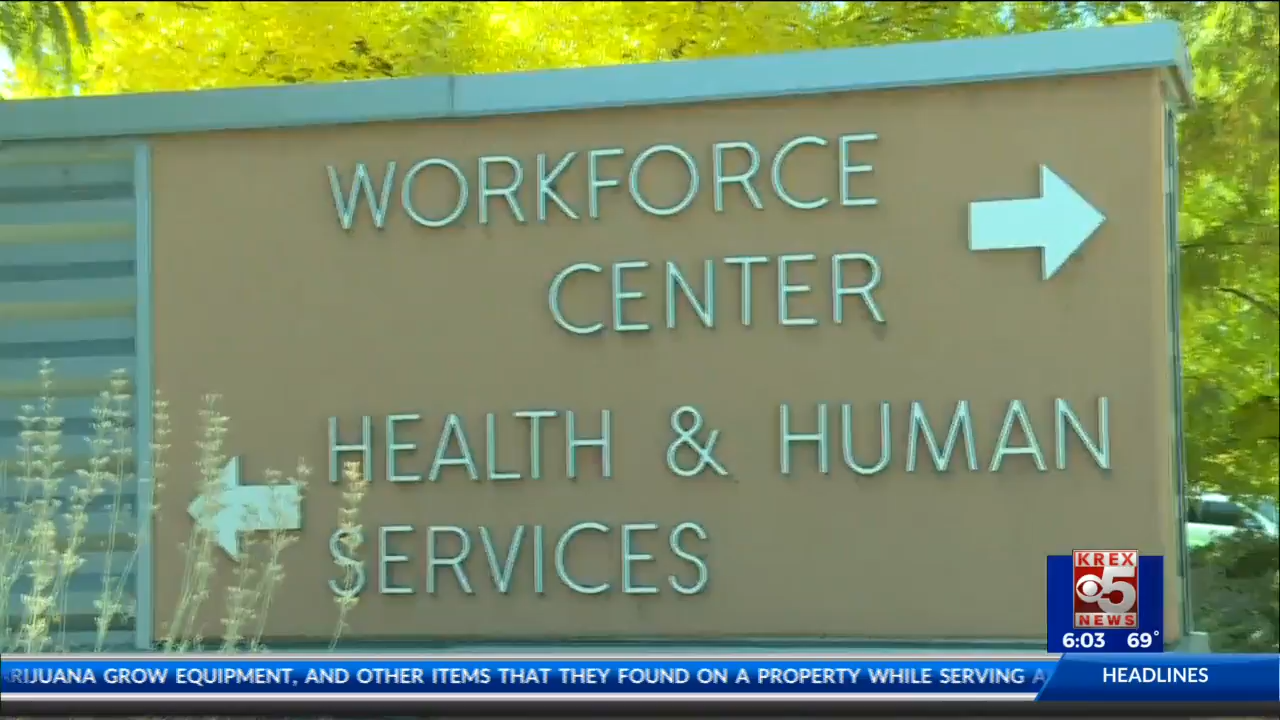 WORKFORCE
CENTER
HEALTH & HUMAN
SERVICES
KREX
5
NEWS
6:03 69°
RIJUANA GROW EQUIPMENT, AND OTHER ITEMS THAT THEY FOUND ON A PROPERTY WHILE SERVING
HEADLINES